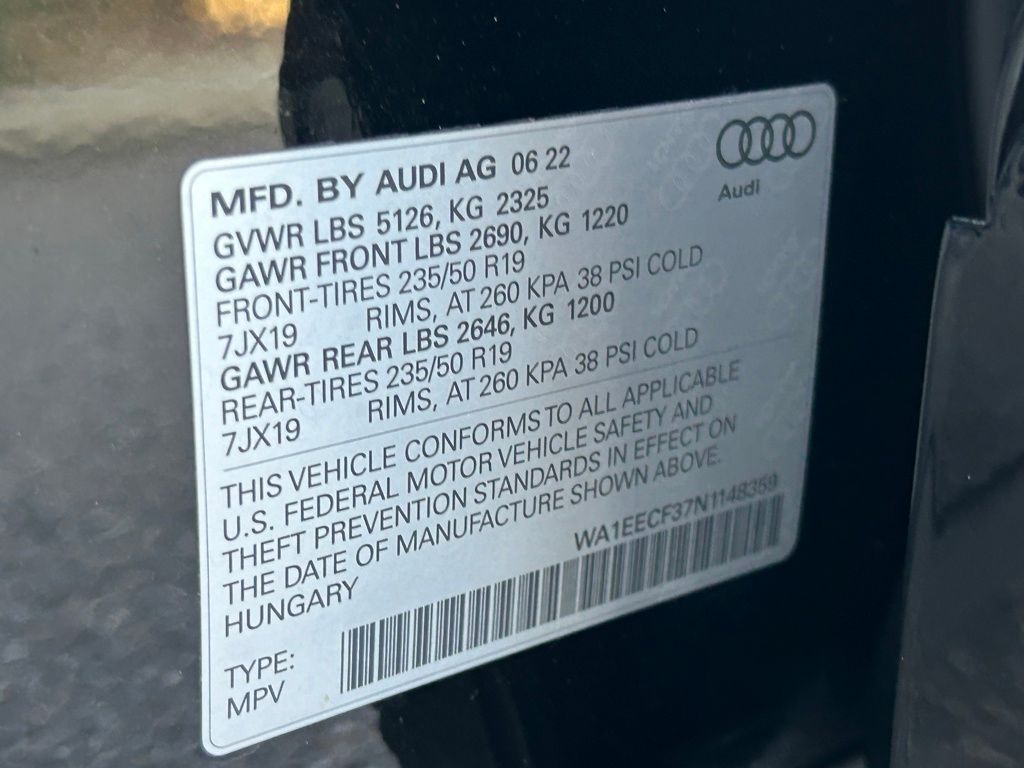 MFD. BY AUDI AG 06 22
Audi
GVWR LBS 5126, KG 2325
GAWR FRONT LBS 2690, KG 1220
FRONT-TIRES 235/50 R19
7JX19 RIMS, AT 260 KPA 38 PSI COLD
GAWR REAR LBS 2646, KG 1200
REAR-TIRES 235/50 R19
7JX19 RIMS, AT 260 KPA 38 PSI COLD
THIS VEHICLE CONFORMS TO ALL APPLICABLE
U.S. FEDERAL MOTOR VEHICLE SAFETY AND
THEFT PREVENTION STANDARDS IN EFFECT ON
THE DATE OF MANUFACTURE SHOWN ABOVE.
HUNGARY
WA1EECF37N1148359
TYPE:
MPV